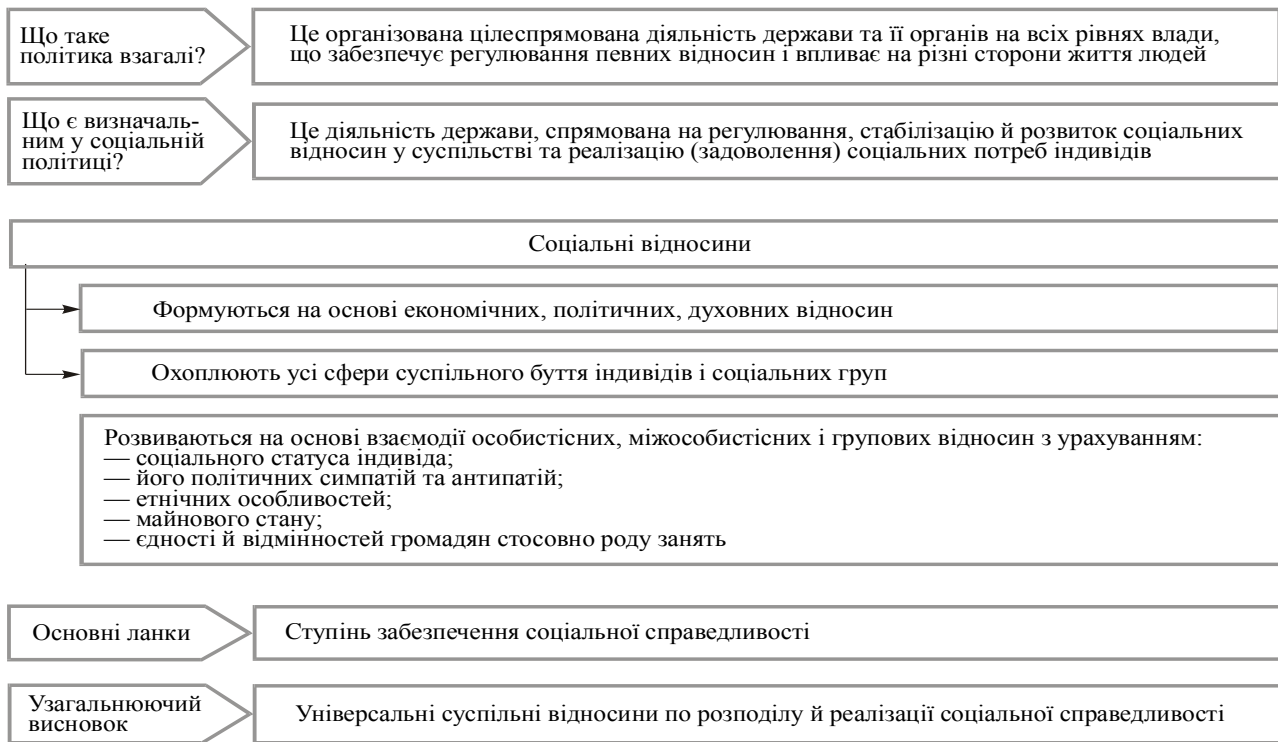 Що таке
політика взагалі?
Це організована цілеспрямована діяльність держави та її органів на всіх рівнях влади,
що забезпечує регулювання певних відносин і впливає на різні сторони життя людей
Що є визначаль-
ним у соціальній
політиці?
Це діяльність держави, спрямована на регулювання, стабілізацію й розвиток соціальних
відносин у суспільстві та реалізацію (задоволення) соціальних потреб індивідів
Соціальні відносини
Формуються на основі економічних, політичних, духовних відносин
Охоплюють усі сфери суспільного буття індивідів і соціальних груп
Розвиваються на основі взаємодії особистісних, міжособистісних і групових відносин з урахуванням:
— соціального статуса індивіда;
— його політичних симпатій та антипатій;
— етнічних особливостей;
— майнового стану;
— єдності й відмінностей громадян стосовно роду занять
Основні ланки
Ступінь забезпечення соціальної справедливості
Узагальнюючий
висновок
Універсальні суспільні відносини по розподілу й реалізації соціальної справедливості